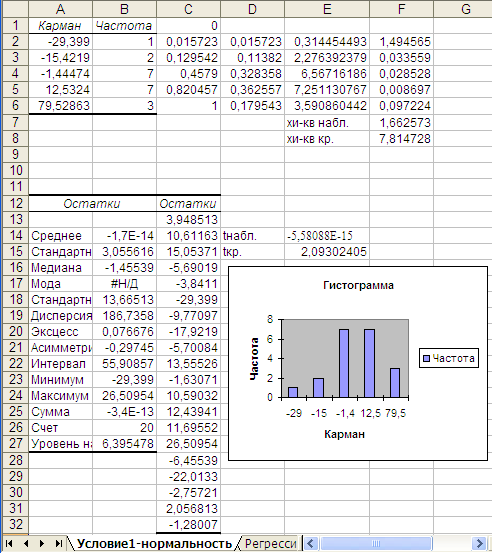 A B C D E F G
1 Карман Частота 0
2 -29,399 1 0,015723 0,015723 0,314454493 1,494565
3 -15,4219 2 0,129542 0,11382 2,276392379 0,033559
4 -1,44474 7 0,4579 0,328358 6,56716186 0,028528
5 12,5324 7 0,820457 0,362557 7,251130767 0,008697
6 79,52863 3 1 0,179543 3,590860442 0,097224
7 хи-кв набл. 1,662573
8 хи-кв кр. 7,814728
9
10
11
12 Остатки Остатки
13 3,948513
14 Среднее -1,7E-14 10,61163 tнабл. -5,58088E-15
15 Стандартн 3,055616 15,05371 tкр. 2,09302405
16 Медиана -1,45539 -5,69019
17 Мода #Н/Д -3,8411
18 Стандартн 13,66513 -29,399
19 Дисперсия 186,7358 -9,77097
20 Эксцесс 0,076676 -17,9219
21 Асимметри -0,29745 -5,70084
22 Интервал 55,90857 13,55526
23 Минимум -29,399 -1,63071
24 Максимум 26,50954 10,59032
25 Сумма -3,4E-13 12,43941
26 Счет 20 11,69552
27 Уровень на 6,395478 26,50954
28 -6,45539
29 -22,0133
30 -2,75721
31 2,056813
32 -1,28007
Гистограмма
Частота
8
6
4
2
0
-29 -15 -1,4 12,5 79,5
Карман
Частота
Условие1-нормальность Регресси